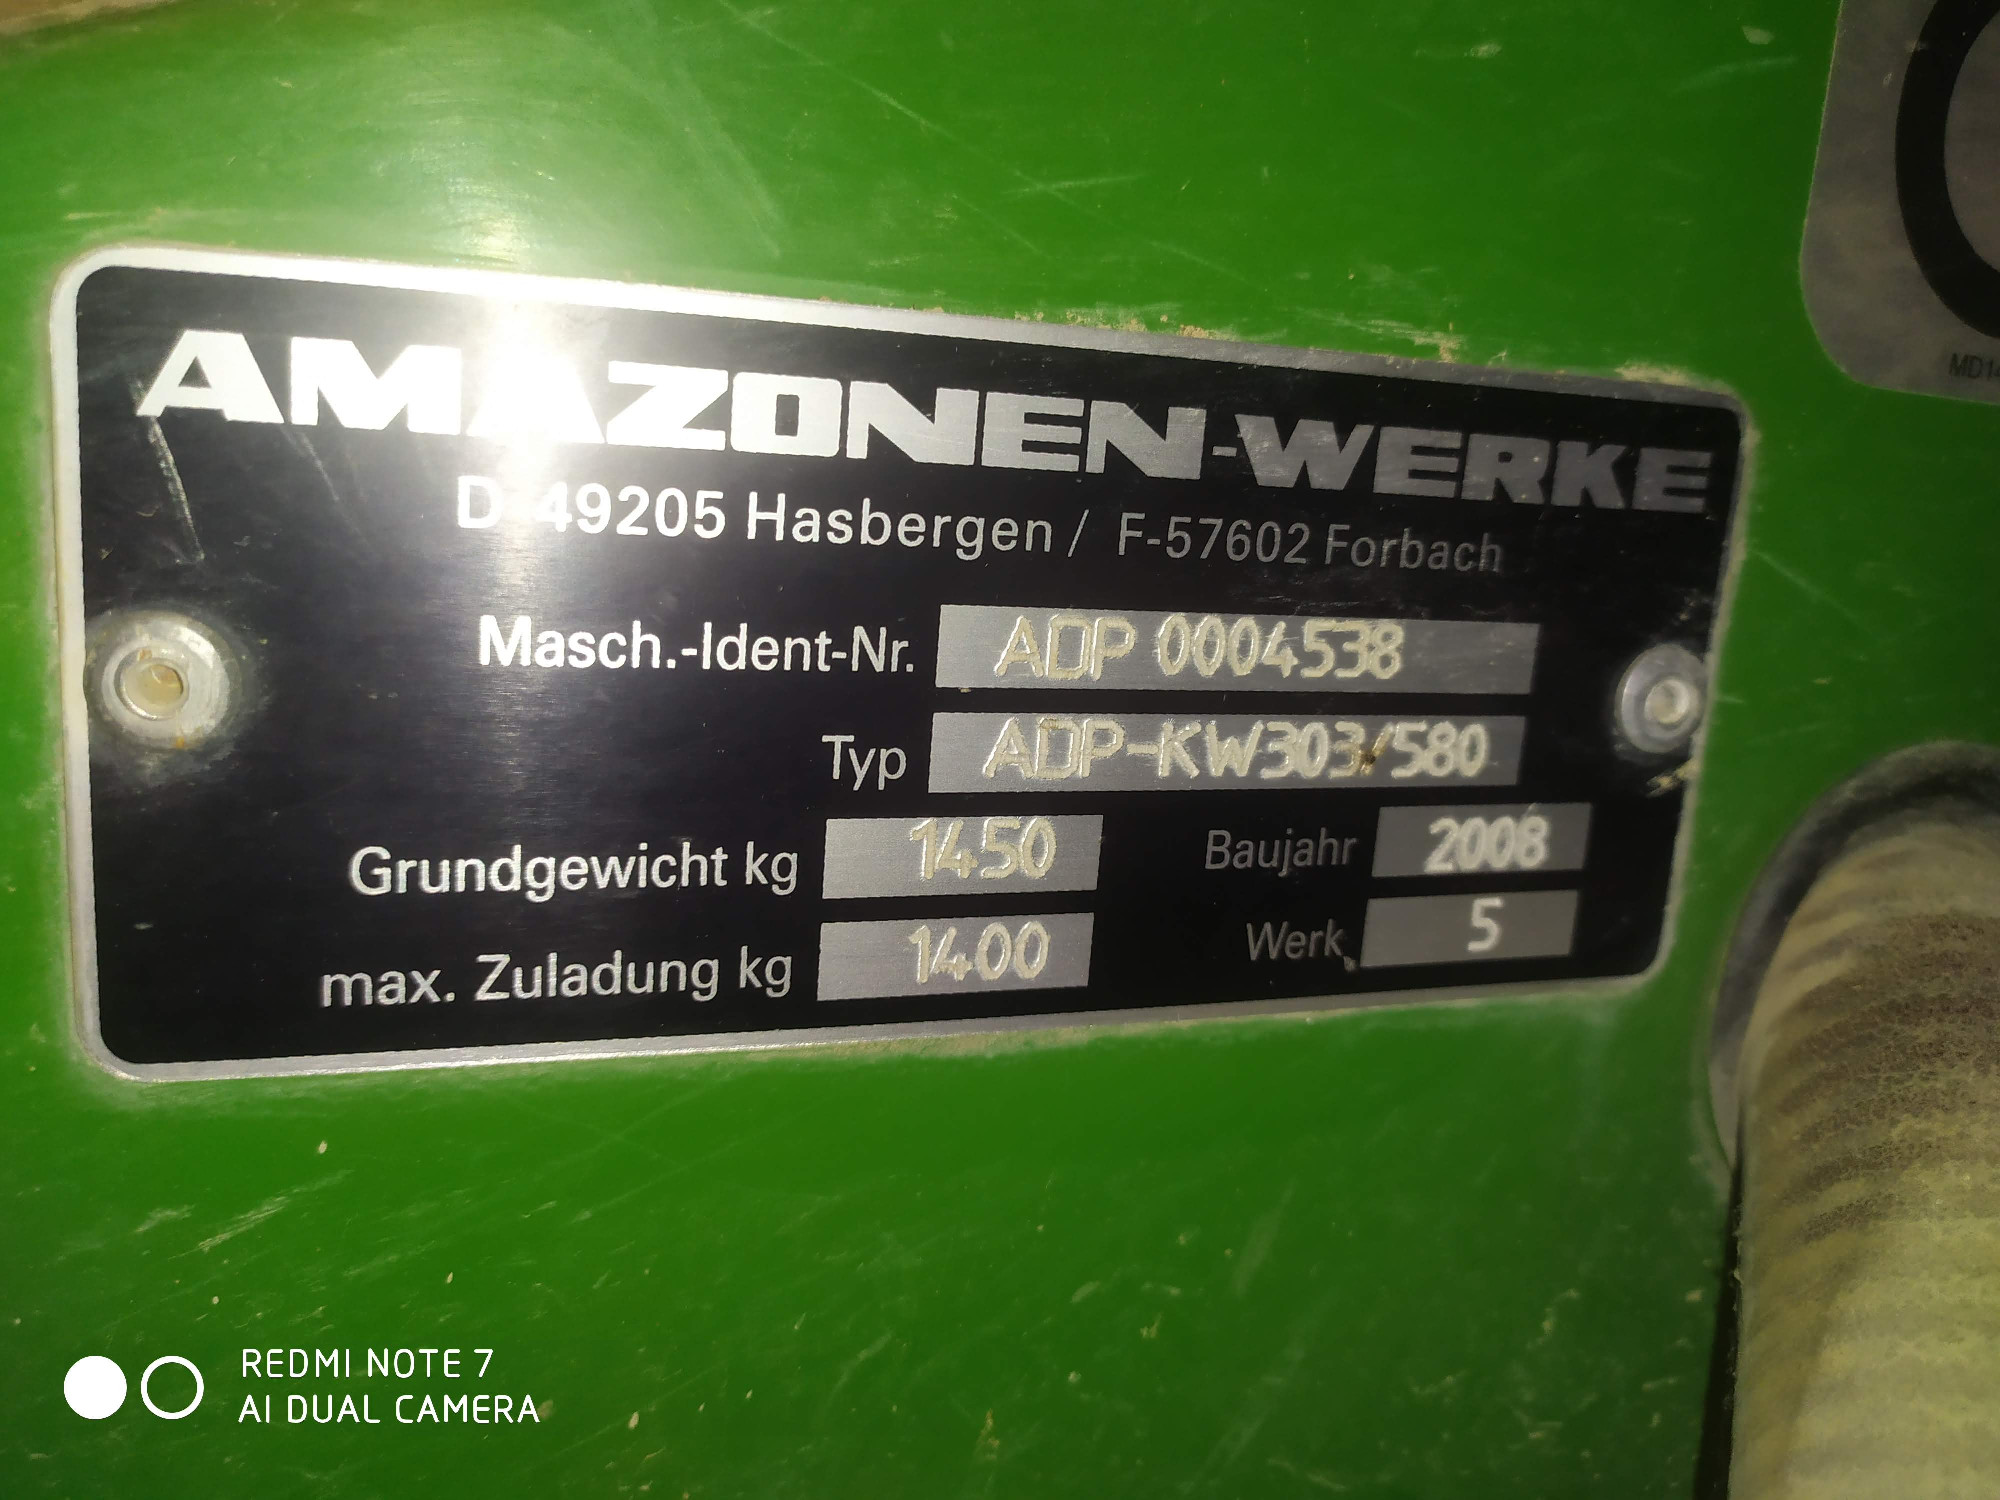 AMAZONEN-WERKE
D-49205 Hasbergen / F-57602 Forbach
Masch.-Ident-Nr. ADP 0004538
Typ ADP-KW303/580
Grundgewicht kg 1450 Baujahr 2008
max. Zuladung kg 1400 Werk 5
REDMI NOTE 7
AI DUAL CAMERA